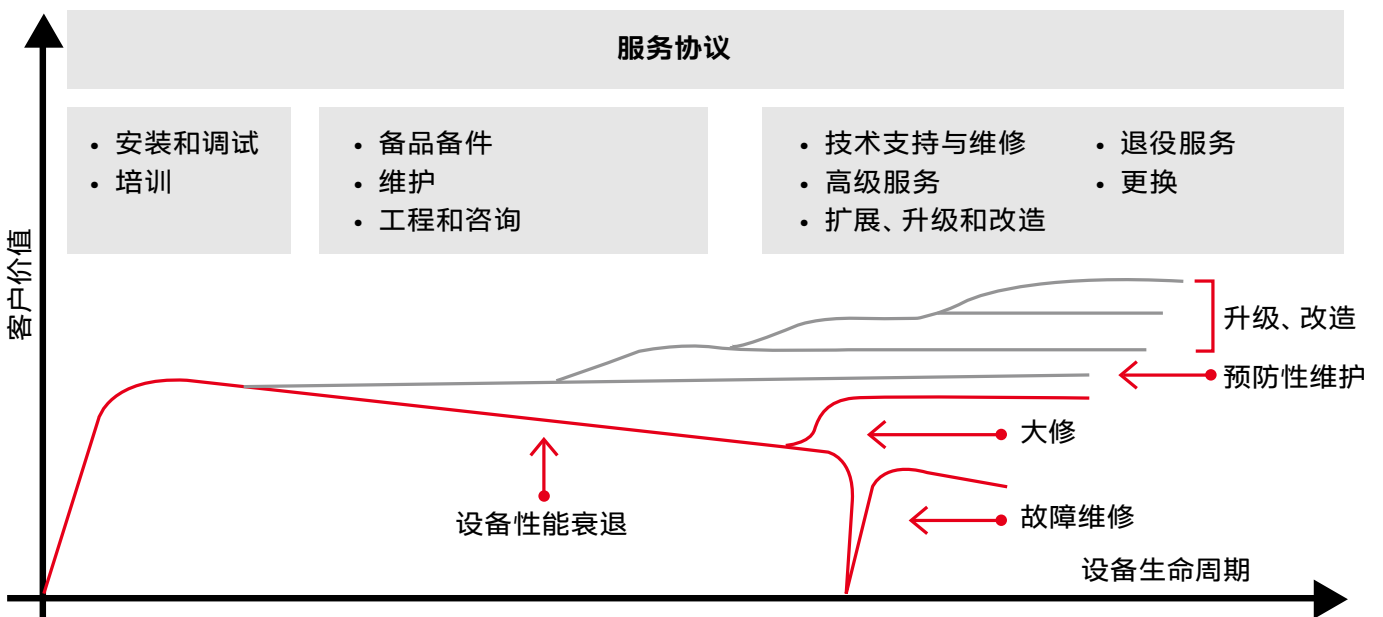 服务协议
• 安装和调试
• 培训
• 备品备件
• 维护
• 工程和咨询
• 技术支持与维修
• 高级服务
• 扩展、升级和改造
• 退役服务
• 更换
客户价值
升级、改造
预防性维护
大修
设备性能衰退
故障维修
设备生命周期